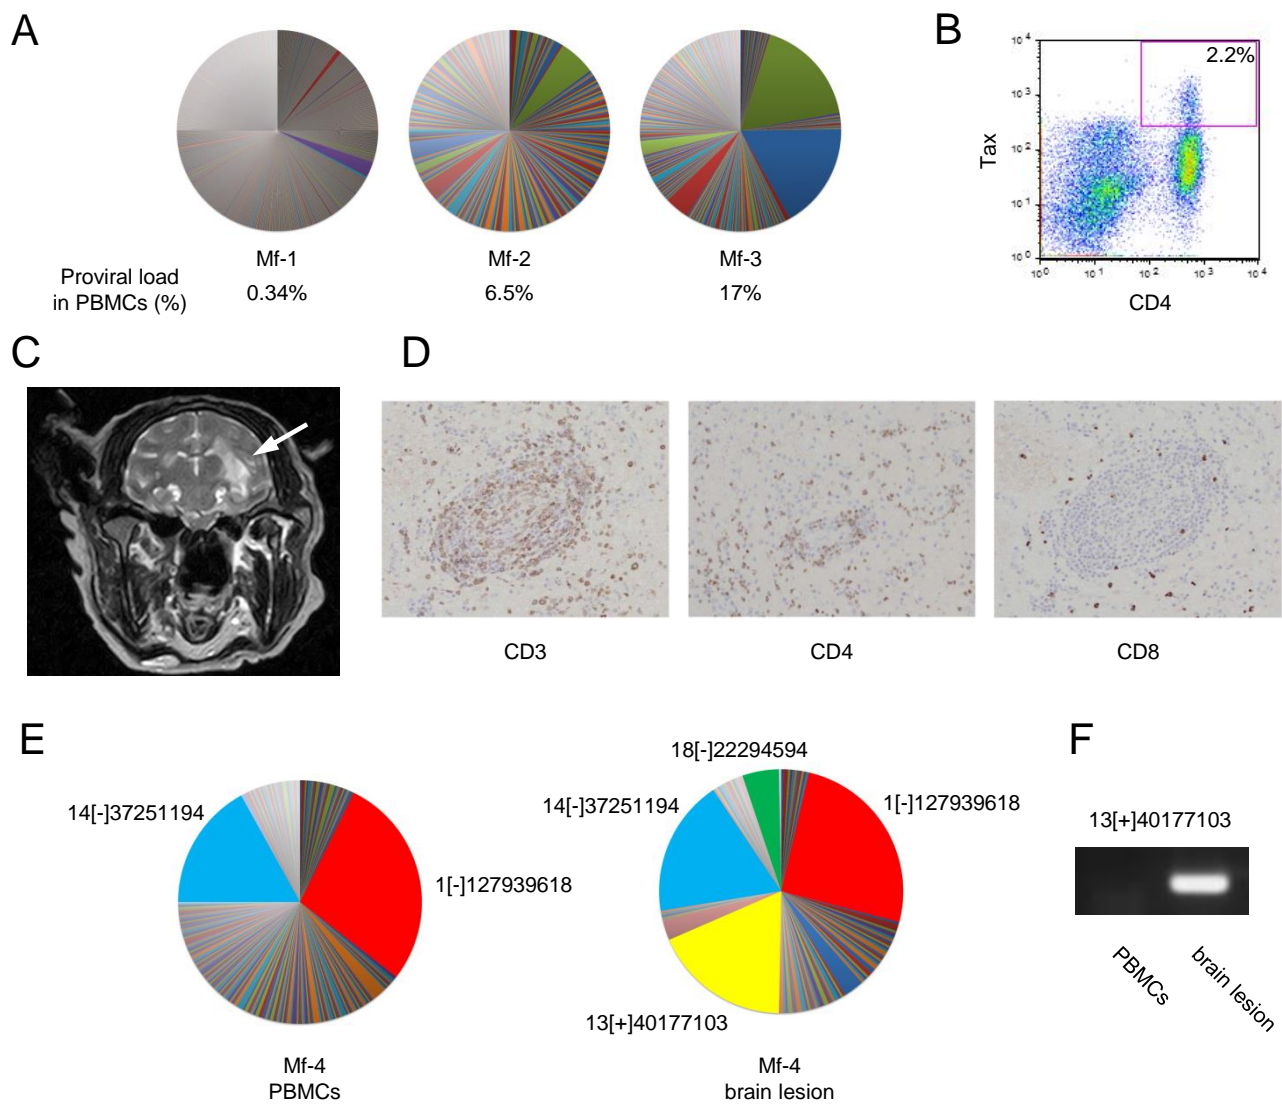 A
Mf-1
Mf-2
Mf-3
Proviral load
in PBMCs (%)
0.34%
6.5%
17%
B
2.2%
Tax
10 4
10 3
10 2
10 1
10 0
10 0
10 1
10 2
10 3
10 4
CD4
C
D
CD3
CD4
CD8
E
14[-]37251194
1[-]127939618
Mf-4
PBMCs
18[-]22294594
14[-]37251194
1[-]127939618
13[+]40177103
Mf-4
brain lesion
F
13[+]40177103
PBMCs
brain lesion